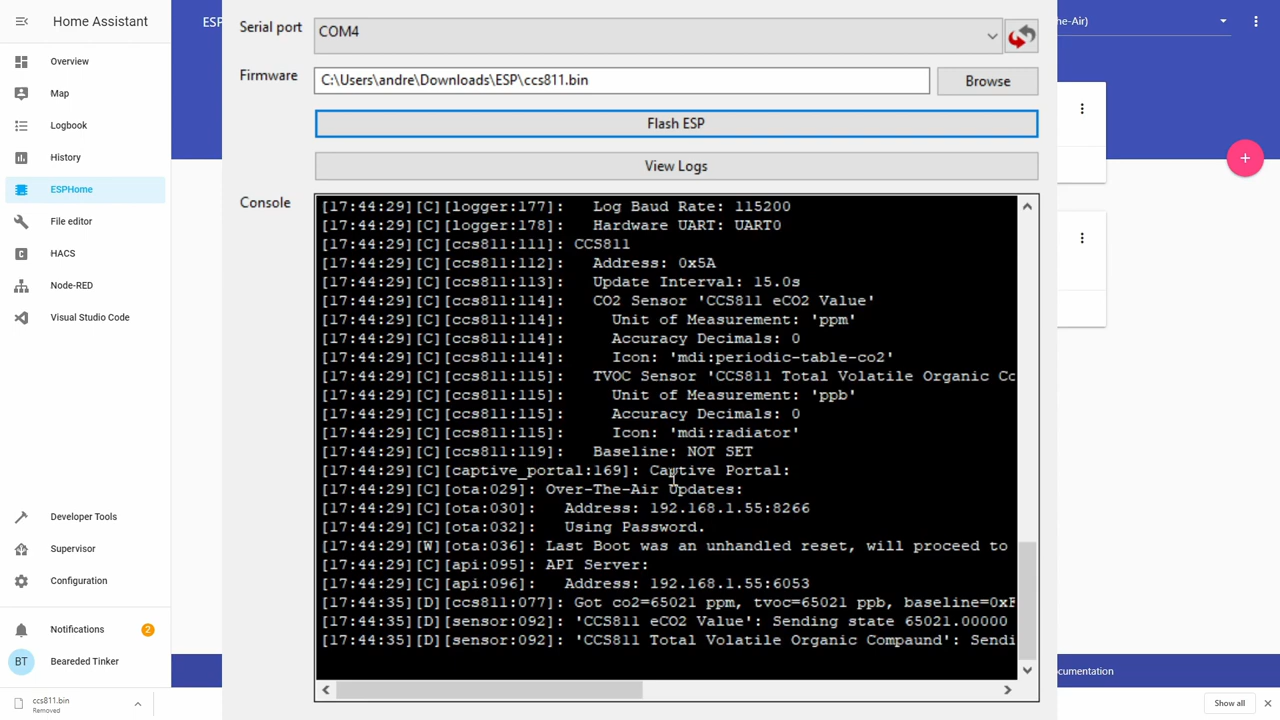 Home Assistant
Overview
Map
Logbook
History
ESPHome
File editor
HACS
Node-RED
Visual Studio Code
Developer Tools
Supervisor
Configuration
Notifications
2
BT
Beareded Tinker
ESP
he-Air)
Serial port
COM4
Firmware
C:\Users\andre\Downloads\ESP\ccs811.bin
Browse
Flash ESP
View Logs
Console
[17:44:29][C][logger:177]: Log Baud Rate: 115200
[17:44:29][C][logger:178]: Hardware UART: UART0
[17:44:29][C][ccs811:111]: CCS811
[17:44:29][C][ccs811:112]: Address: 0x5A
[17:44:29][C][ccs811:113]: Update Interval: 15.0s
[17:44:29][C][ccs811:114]: CO2 Sensor 'CCS811 eCO2 Value'
[17:44:29][C][ccs811:114]: Unit of Measurement: 'ppm'
[17:44:29][C][ccs811:114]: Accuracy Decimals: 0
[17:44:29][C][ccs811:114]: Icon: 'mdi:periodic-table-co2'
[17:44:29][C][ccs811:115]: TVOC Sensor 'CCS811 Total Volatile Organic Co
[17:44:29][C][ccs811:115]: Unit of Measurement: 'ppb'
[17:44:29][C][ccs811:115]: Accuracy Decimals: 0
[17:44:29][C][ccs811:115]: Icon: 'mdi:radiator'
[17:44:29][C][ccs811:119]: Baseline: NOT SET
[17:44:29][C][captive_portal:169]: Captive Portal:
[17:44:29][C][ota:029]: Over-The-Air Updates:
[17:44:29][C][ota:030]: Address: 192.168.1.55:8266
[17:44:29][C][ota:032]: Using Password.
[17:44:29][W][ota:036]: Last Boot was an unhandled reset, will proceed to
[17:44:29][C][api:095]: API Server:
[17:44:29][C][api:096]: Address: 192.168.1.55:6053
[17:44:35][D][ccs811:077]: Got co2=65021 ppm, tvoc=65021 ppb, baseline=0xF
[17:44:35][D][sensor:092]: 'CCS811 eCO2 Value': Sending state 65021.00000
[17:44:35][D][sensor:092]: 'CCS811 Total Volatile Organic Compaund': Sendi
cumentation
ccs811.bin
Removed
Show all